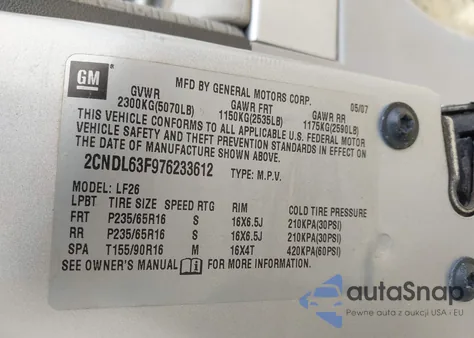 GM
MFD BY GENERAL MOTORS CORP. 05/07
GVWR GAWR FRT GAWR RR
2300KG(5070LB) 1150KG(2535LB) 1175KG(2590LB)
THIS VEHICLE CONFORMS TO ALL APPLICABLE U.S. FEDERAL MOTOR
VEHICLE SAFETY AND THEFT PREVENTION STANDARDS IN EFFECT ON
THE DATE OF MANUFACTURE SHOWN ABOVE.
2CNDL63F976233612 TYPE: M.P.V.
MODEL: LF26
LPBT TIRE SIZE SPEED RTG RIM COLD TIRE PRESSURE
FRT P235/65R16 S 16X6.5J 210KPA(30PSI)
RR P235/65R16 S 16X6.5J 210KPA(30PSI)
SPA T155/90R16 M 16X4T 420KPA(60PSI)
SEE OWNER'S MANUAL i FOR MORE INFORMATION.
autoSnap
Pewne auta z aukcji USA i EU